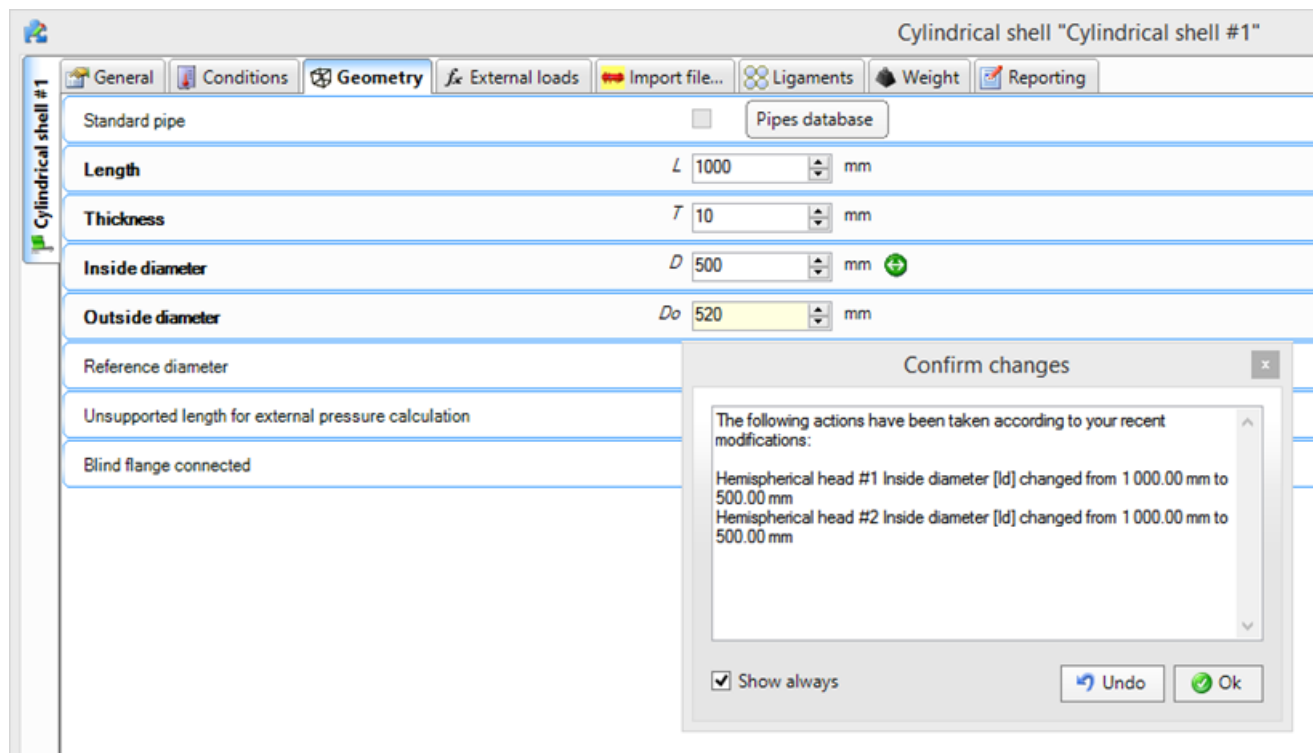 Cylindrical shell "Cylindrical shell #1"
Cylindrical shell #1
General Conditions Geometry fx External loads Import file... Ligaments Weight Reporting
Standard pipe Pipes database
Length L 1000 mm
Thickness T 10 mm
Inside diameter D 500 mm
Outside diameter Do 520 mm
Reference diameter
Unsupported length for external pressure calculation
Blind flange connected
Confirm changes
x
The following actions have been taken according to your recent
modifications:
Hemispherical head #1 Inside diameter [Id] changed from 1 000.00 mm to
500.00 mm
Hemispherical head #2 Inside diameter [Id] changed from 1 000.00 mm to
500.00 mm
Show always Undo Ok